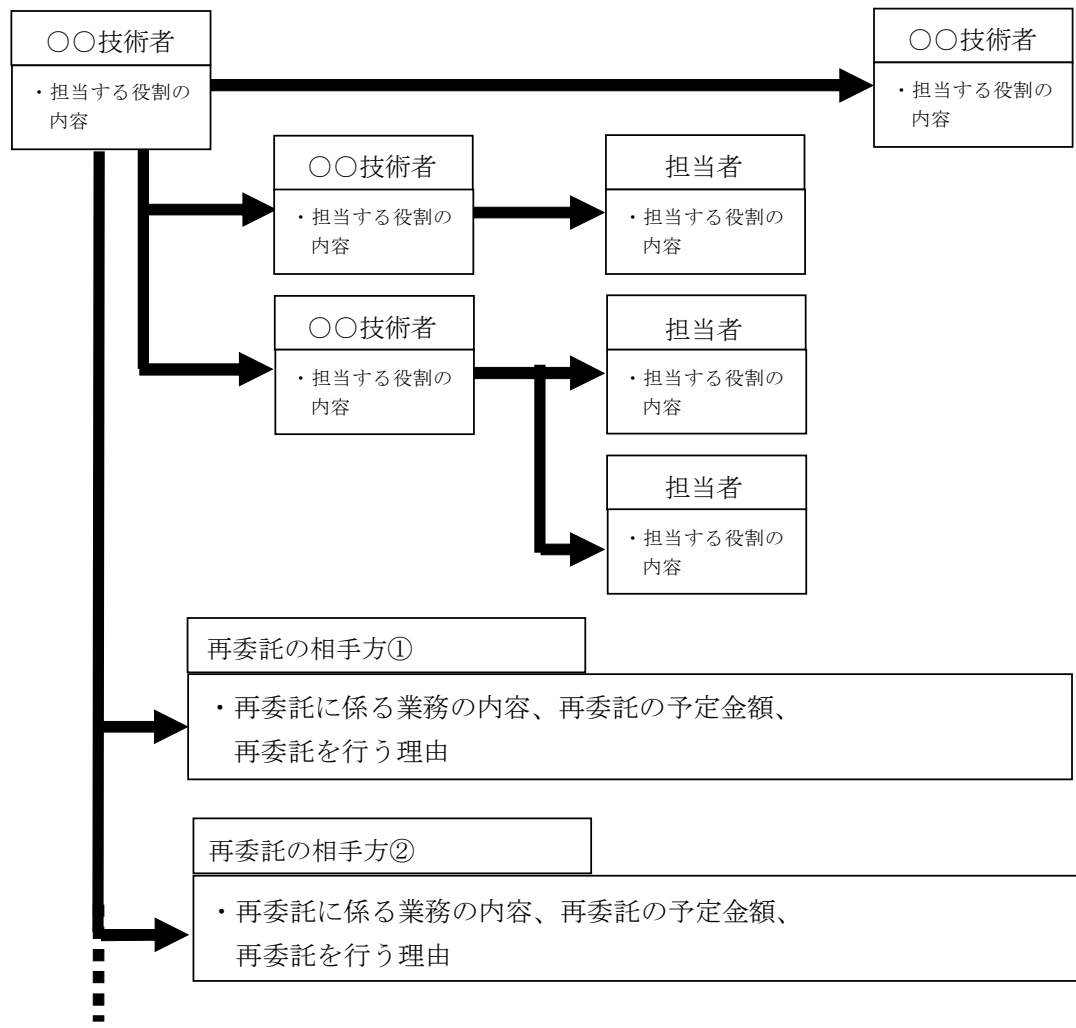 ○○技術者
・担当する役割の
内容
○○技術者
・担当する役割の
内容
○○技術者
・担当する役割の
内容
担当者
・担当する役割の
内容
○○技術者
・担当する役割の
内容
担当者
・担当する役割の
内容
担当者
・担当する役割の
内容
再委託の相手方①
・再委託に係る業務の内容、再委託の予定金額、
再委託を行う理由
再委託の相手方②
・再委託に係る業務の内容、再委託の予定金額、
再委託を行う理由